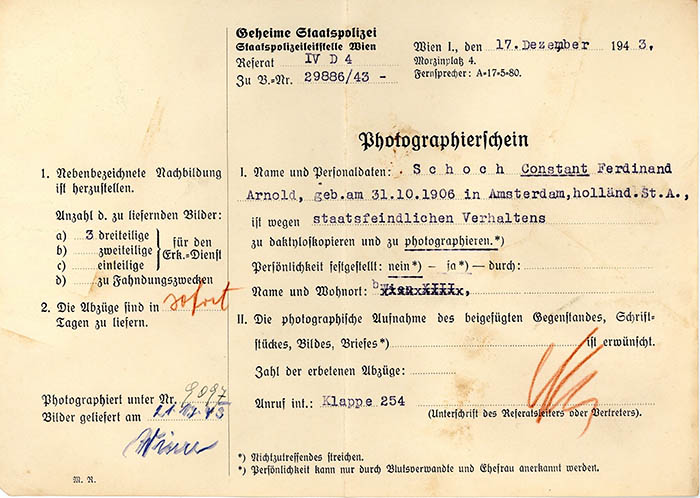 Geheime Staatspolizei
Staatspolizeileitstelle Wien
Referat IV D 4
Zu B.=Nr. 29886/43 -
Wien I., den 17. Dezember 1943.
Morzinplatz 4.
Fernsprecher: A=17=5=80.
Photographierschein
1. Nebenbezeichnete Nachbildung
ist herzustellen.
Anzahl d. zu liefernden Bilder:
a) 3 dreiteilige
b) zweiteilige
c) einteilige
für den
Erk.=Dienst
d) zu Fahndungszwecken
2. Die Abzüge sind in sofort
Tagen zu liefern.
Photographiert unter Nr. 9097
Bilder geliefert am 43
M. R.
I. Name und Personaldaten: Schoch Constant Ferdinand
Arnold, geb.am 31.10.1906 in Amsterdam,holländ.St.A.,
ist wegen staatsfeindlichen Verhaltens
zu daktyloskopieren und zu photographieren.*)
Persönlichkeit festgestellt: nein*) — ja*) — durch:
Name und Wohnort:
II. Die photographische Aufnahme des beigefügten Gegenstandes, Schrift=
stückes, Bildes, Briefes*) ist erwünscht.
Zahl der erbetenen Abzüge:
Anruf int.: Klappe 254
(Unterschrift des Referatsleiters oder Vertreters).
*) Nichtzutreffendes streichen.
*) Persönlichkeit kann nur durch Blutsverwandte und Ehefrau anerkannt werden.